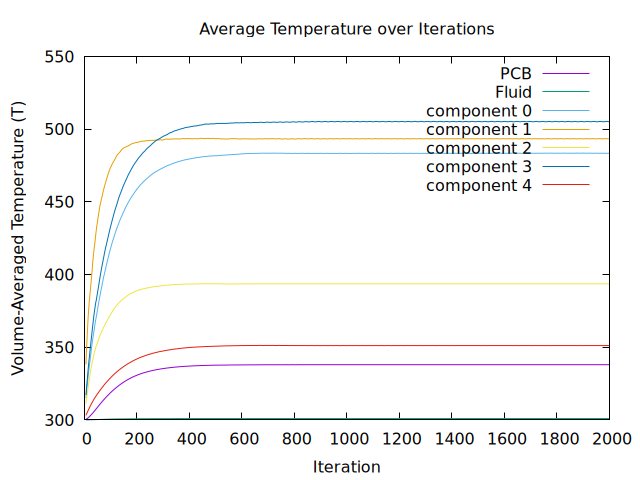 Average Temperature over Iterations
Volume-Averaged Temperature (T)
550
500
450
400
350
300
PCB
Fluid
component 0
component 1
component 2
component 3
component 4
0 200 400 600 800 1000 1200 1400 1600 1800 2000
Iteration